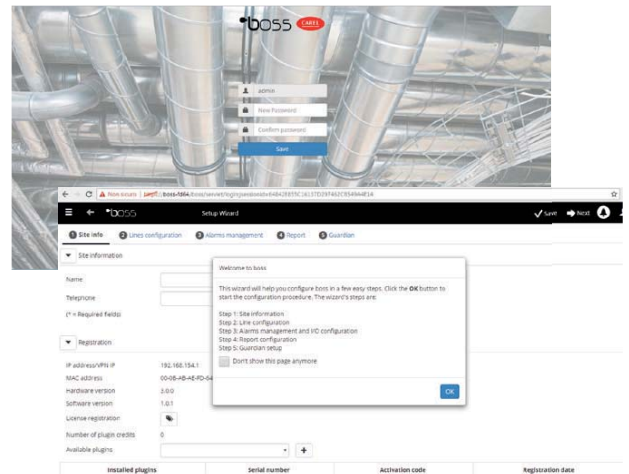 boss CAREL
admin
New Password
Confirm password
Save
Not secure
boss Setup Wizard Save Next
1 Site info 2 Lines configuration 3 Alarms management 4 Report 5 Guardian
Site information
Name
Telephone
(* = Required Fields)
Welcome to boss
This wizard will help you configure boss in a few easy steps. Click the OK button to
start the configuration procedure. The wizard's steps are:
Step 1: Site information
Step 2: Line configuration
Step 3: Alarms management and I/O configuration
Step 4: Report configuration
Step 5: Guardian setup
Don't show this page anymore
OK
Registration
IP address/VPN IP 192.168.154.1
MAC address
Hardware version 3.0.0
Software version 1.0.1
License registration
Number of plugin credits 0
Available plugins
Installed plugins Serial number Activation code Registration date